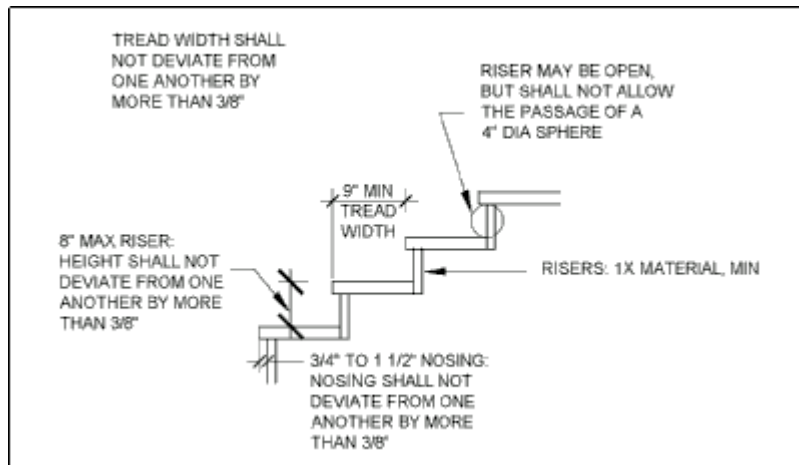 TREAD WIDTH SHALL
NOT DEVIATE FROM
ONE ANOTHER BY
MORE THAN 3/8"
RISER MAY BE OPEN,
BUT SHALL NOT ALLOW
THE PASSAGE OF A
4" DIA SPHERE
9" MIN
TREAD
WIDTH
8" MAX RISER:
HEIGHT SHALL NOT
DEVIATE FROM ONE
ANOTHER BY MORE
THAN 3/8"
RISERS: 1X MATERIAL, MIN
3/4" TO 1 1/2" NOSING:
NOSING SHALL NOT
DEVIATE FROM ONE
ANOTHER BY MORE
THAN 3/8"